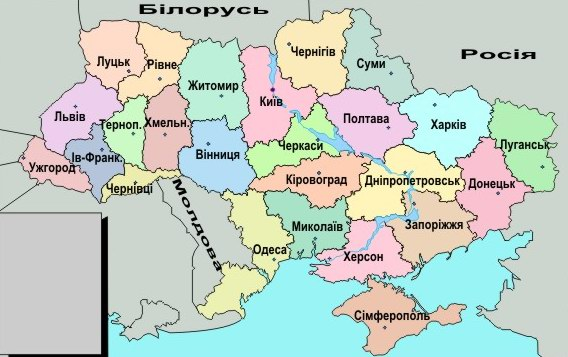 Білорусь
Росія
Чернігів
Суми
Луцьк
Рівне
Житомир
Київ
Львів
Терноп.
Хмельн.
Полтава
Харків
Луганськ
Вінниця
Черкаси
Ужгород
Ів-Франк.
Чернівці
Кіровоград
Дніпропетровськ
Донецьк
Молдова
Одеса
Миколаїв
Запоріжжя
Херсон
Сімферополь